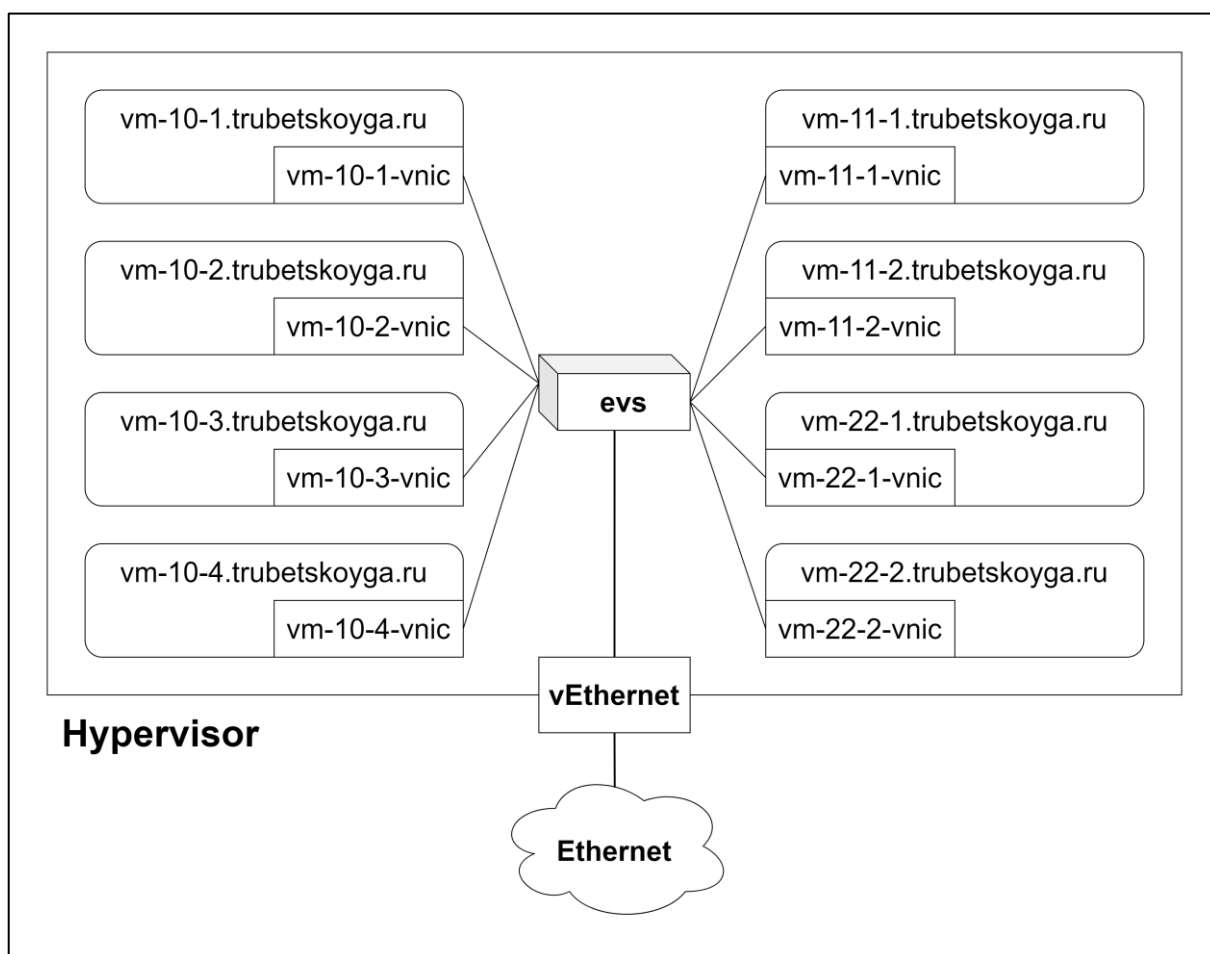 vm-10-1.trubetskoyga.ru
vm-10-1-vnic
vm-10-2.trubetskoyga.ru
vm-10-2-vnic
vm-10-3.trubetskoyga.ru
vm-10-3-vnic
vm-10-4.trubetskoyga.ru
vm-10-4-vnic
evs
vm-11-1.trubetskoyga.ru
vm-11-1-vnic
vm-11-2.trubetskoyga.ru
vm-11-2-vnic
vm-22-1.trubetskoyga.ru
vm-22-1-vnic
vm-22-2.trubetskoyga.ru
vm-22-2-vnic
vEthernet
Hypervisor
Ethernet